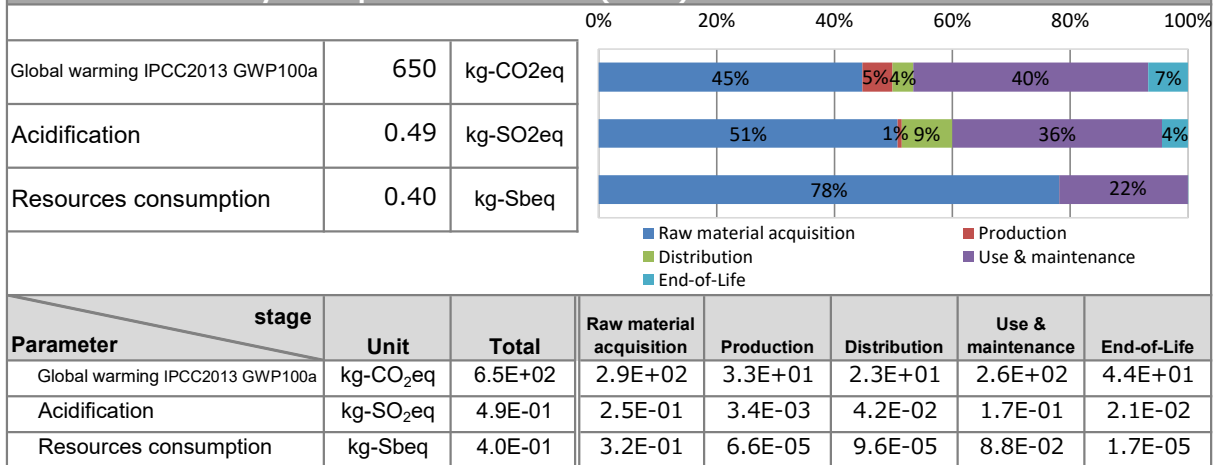 0% 20% 40% 60% 80% 100%
Global warming IPCC2013 GWP100a 650 kg-CO2eq 45% 5% 4% 40% 7%
Acidification 0.49 kg-SO2eq 51% 1% 9% 36% 4%
Resources consumption 0.40 kg-Sbeq 78% 22%
Raw material acquisition Production
Distribution Use & maintenance
End-of-Life
stage
Parameter Unit Total Raw material acquisition Production Distribution Use & maintenance End-of-Life
Global warming IPCC2013 GWP100a kg-CO₂eq 6.5E+02 2.9E+02 3.3E+01 2.3E+01 2.6E+02 4.4E+01
Acidification kg-SO₂eq 4.9E-01 2.5E-01 3.4E-03 4.2E-02 1.7E-01 2.1E-02
Resources consumption kg-Sbeq 4.0E-01 3.2E-01 6.6E-05 9.6E-05 8.8E-02 1.7E-05